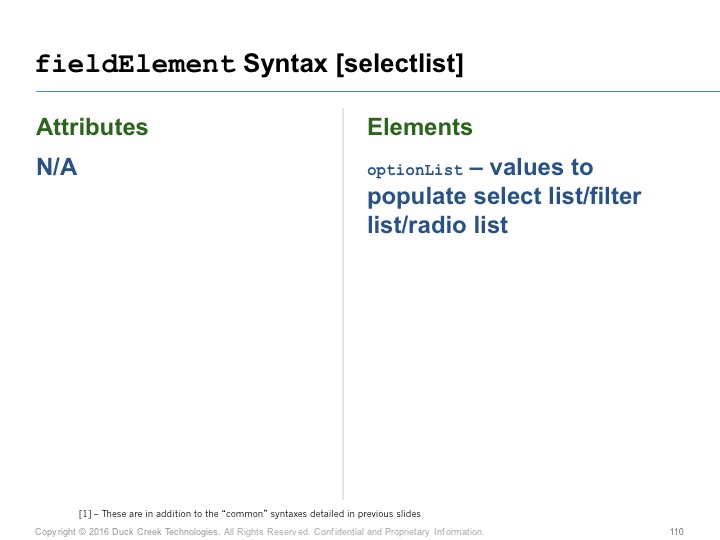 fieldElement Syntax [selectlist]
Attributes
N/A
Elements
optionList – values to
populate select list/filter
list/radio list
[1] – These are in addition to the “common” syntaxes detailed in previous slides
Copyright © 2016 Duck Creek Technologies. All Rights Reserved. Confidential and Proprietary Information.
110